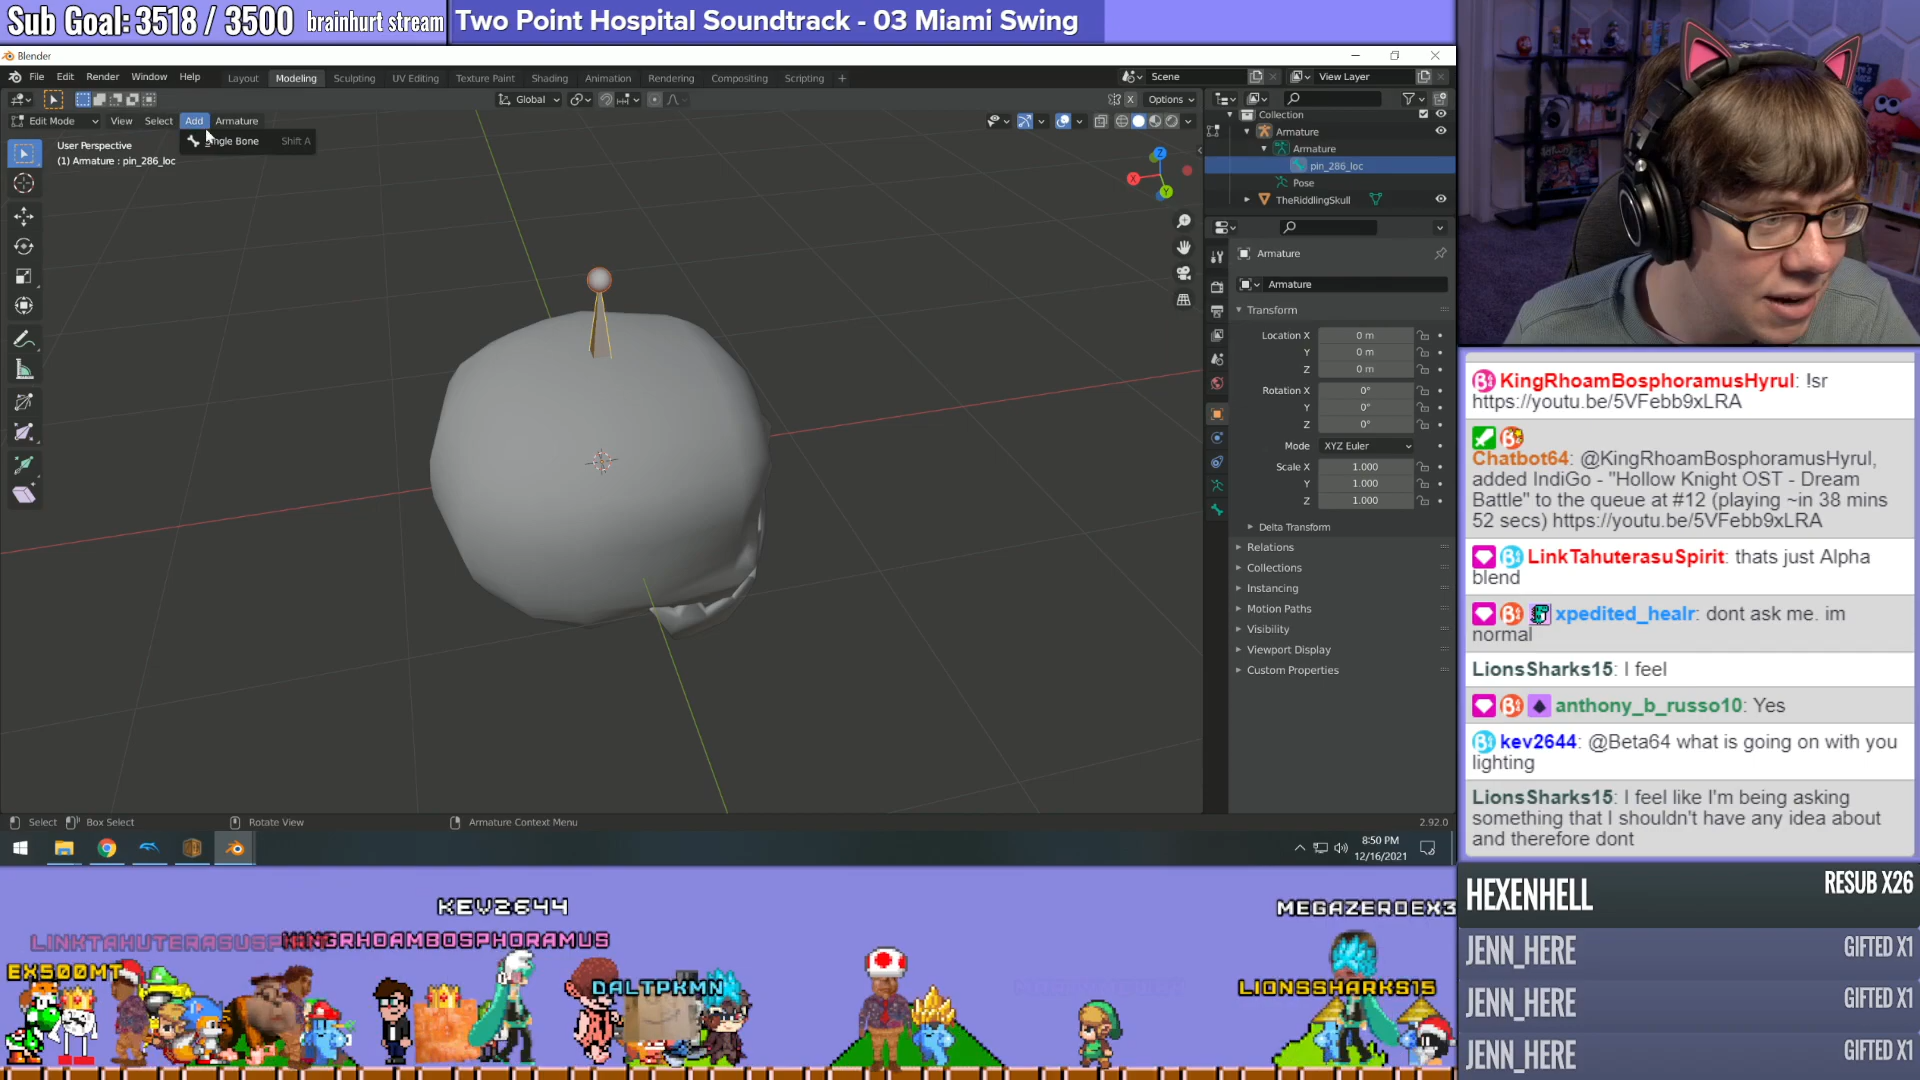 Sub Goal: 3518 / 3500 brainhurt stream
Two Point Hospital Soundtrack - 03 Miami Swing
Blender
File Edit Render Window Help
Layout Modeling Sculpting UV Editing Texture Paint Shading Animation Rendering Compositing Scripting +
Scene
View Layer
Global
X
Options
Edit Mode View Select Add Armature
ngle Bone Shift A
User Perspective
(1) Armature : pin_286_loc
Z
X
Y
Collection
Armature
Armature
pin_286_loc
Pose
TheRiddlingSkull
Armature
Armature
Transform
Location X 0 m
Y 0 m
Z 0 m
Rotation X 0°
Y 0°
Z 0°
Mode XYZ Euler
Scale X 1.000
Y 1.000
Z 1.000
Delta Transform
Relations
Collections
Instancing
Motion Paths
Visibility
Viewport Display
Custom Properties
Select Box Select Rotate View Armature Context Menu 2.92.0
8:50 PM
12/16/2021
KingRhoamBosphoramusHyrul: !sr
https://youtu.be/5VFebb9xLRA
Chatbot64: @KingRhoamBosphoramusHyrul,
added IndiGo - "Hollow Knight OST - Dream
Battle" to the queue at #12 (playing ~in 38 mins
52 secs) https://youtu.be/5VFebb9xLRA
LinkTahuterasuSpirit: thats just Alpha
blend
xpedited_healr: dont ask me. im
normal
LionsSharks15: I feel
anthony_b_russo10: Yes
kev2644: @Beta64 what is going on with you
lighting
LionsSharks15: I feel like I'm being asking
something that I shouldn't have any idea about
and therefore dont
HEXENHELL RESUB X26
JENN_HERE GIFTED X1
JENN_HERE GIFTED X1
JENN_HERE GIFTED X1
KEV2644
MEGAZEROEX3
KINGRHOAMBOSPHORAMUS
EX500MT
DALTPKMN
LIONSSHARKS15